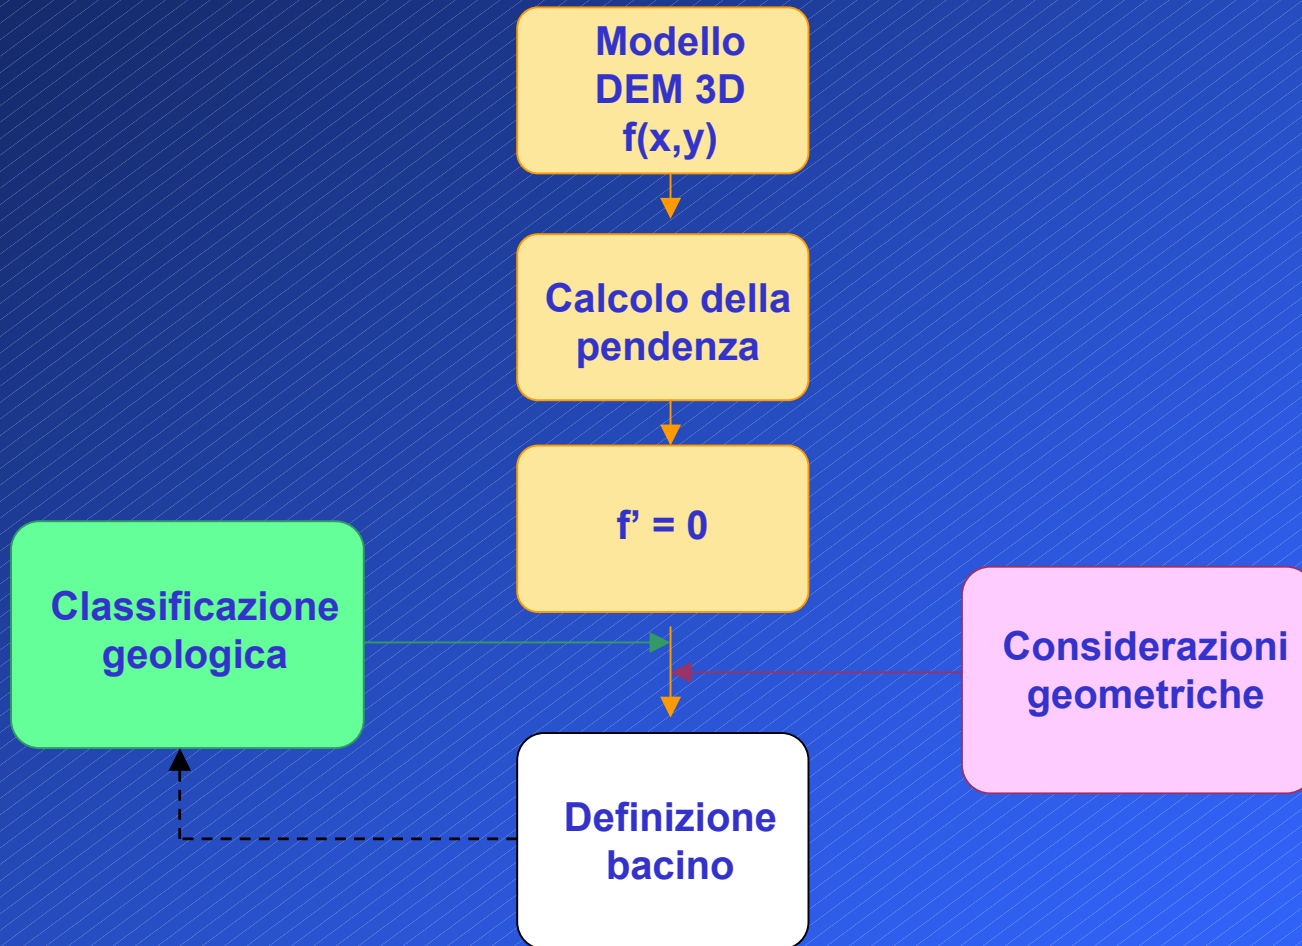 Modello
DEM 3D
f(x,y)
Calcolo della
pendenza
f’ = 0
Classificazione
geologica
Considerazioni
geometriche
Definizione
bacino